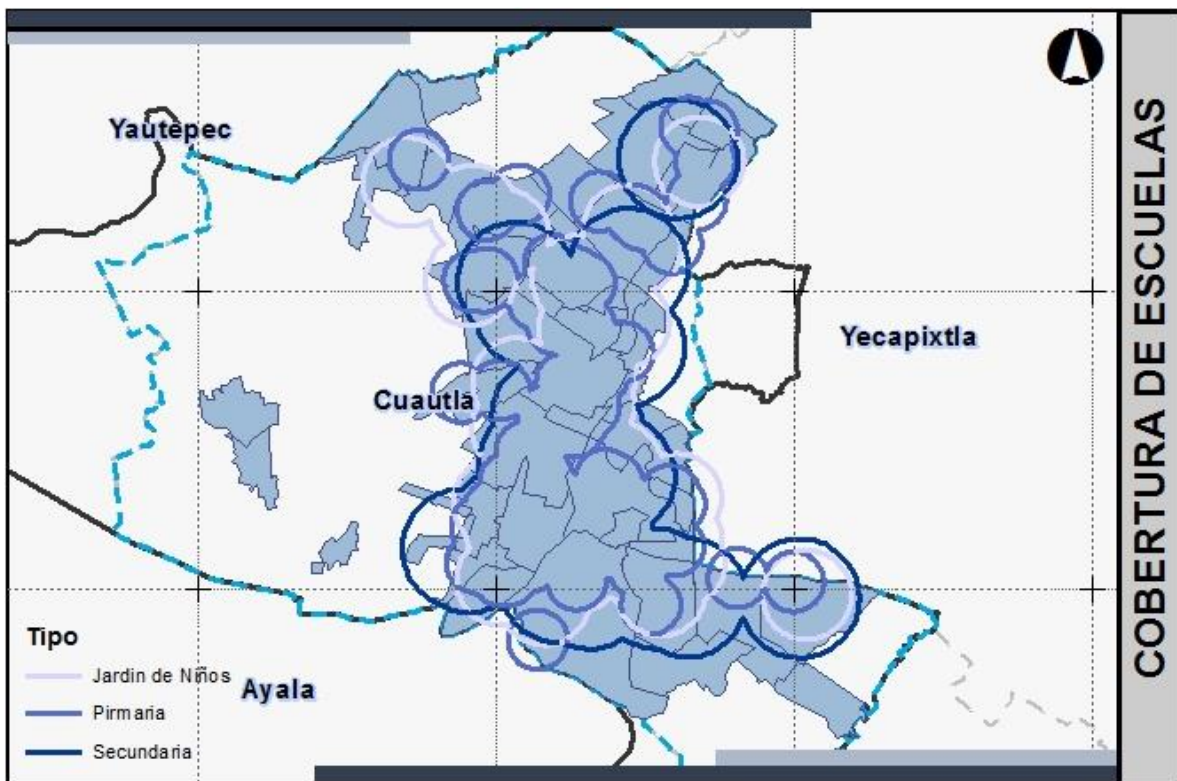 COBERTURA DE ESCUELAS
Yautepec
Yecapixtla
Cuautla
Ayala
Tipo
Jardin de Niños
Pirmaria
Secundaria